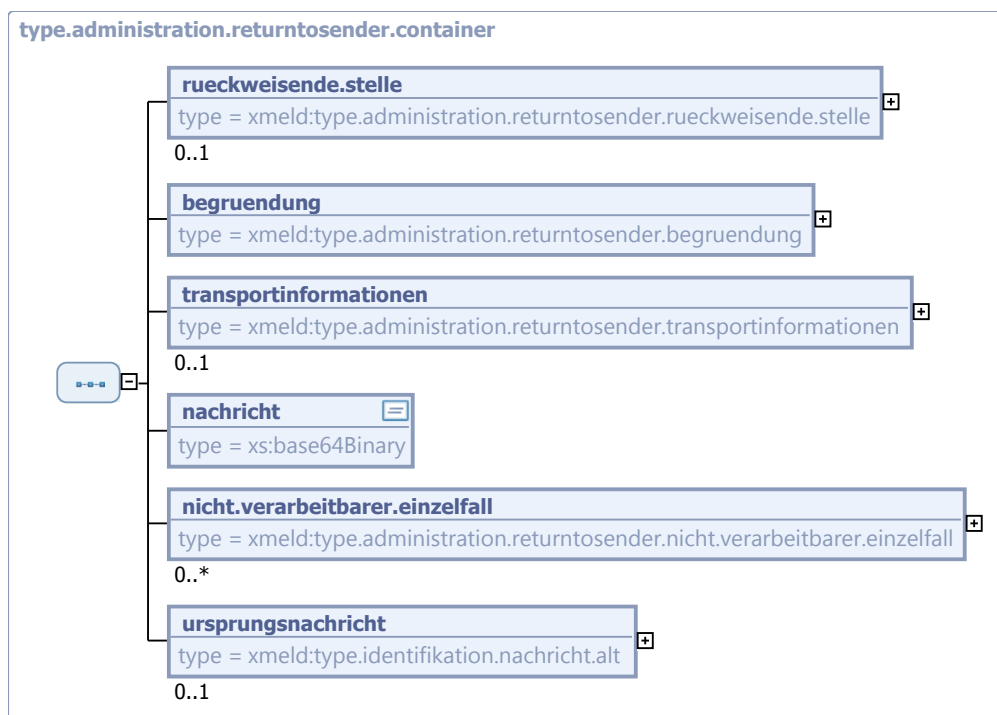 type.administration.returntosender.container
rueckweisende.stelle
type = xmeld:type.administration.returntosender.rueckweisende.stelle
0..1
begruendung
type = xmeld:type.administration.returntosender.begruendung
transportinformationen
type = xmeld:type.administration.returntosender.transportinformationen
0..1
nachricht
type = xs:base64Binary
nicht.verarbeitbarer.einzelfall
type = xmeld:type.administration.returntosender.nicht.verarbeitbarer.einzelfall
0..*
ursprungsnachricht
type = xmeld:type.identifikation.nachricht.alt
0..1